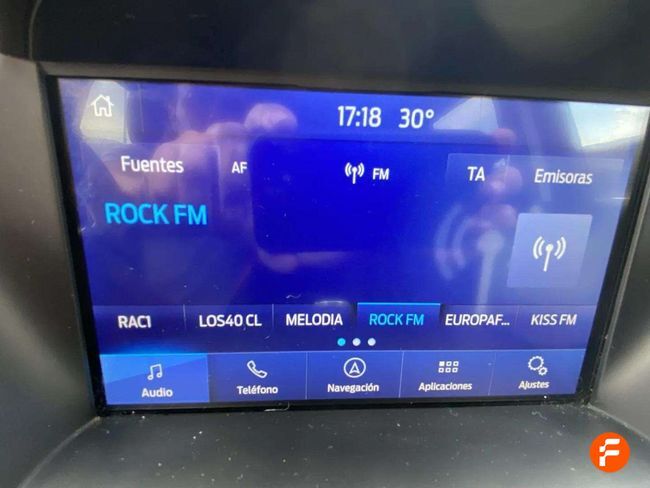 17:18 30°
Fuentes AF FM TA Emisoras
ROCK FM
RAC1 LOS40 CL MELODIA ROCK FM EUROPAF... KISS FM
Audio Teléfono Navegación Aplicaciones Ajustes